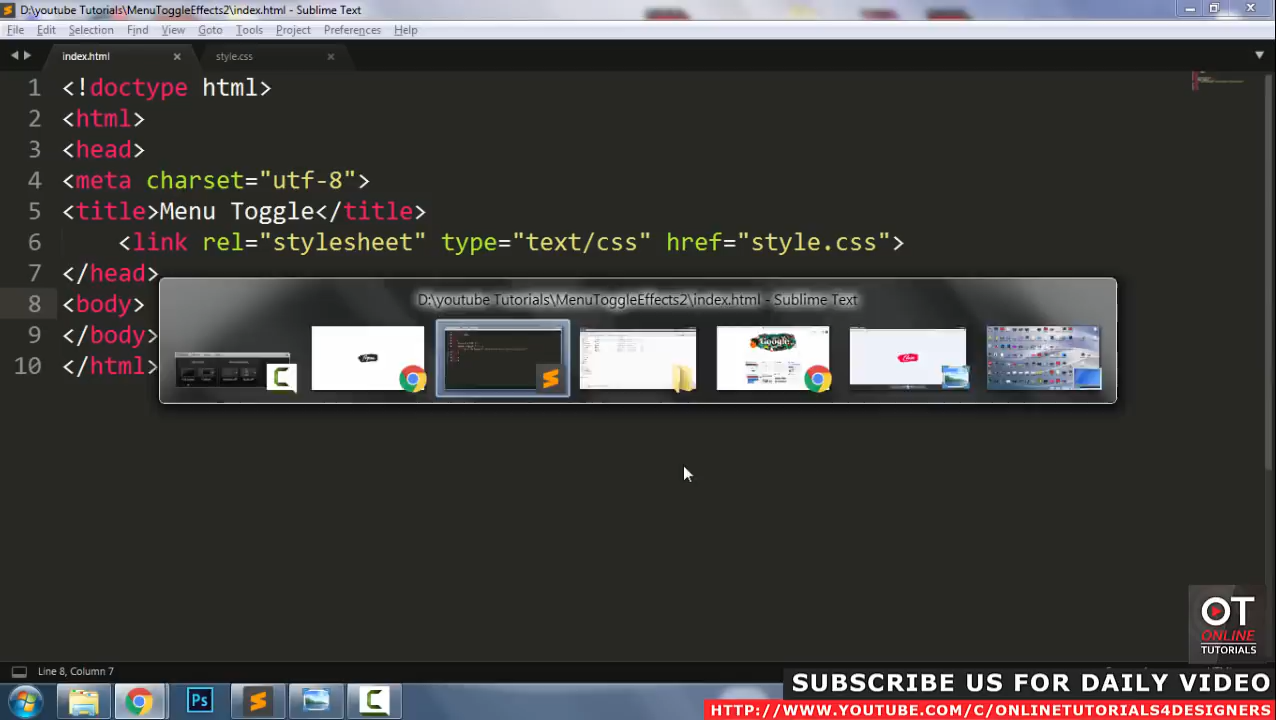 D:\youtube Tutorials\MenuToggleEffects2\index.html - Sublime Text
File Edit Selection Find View Goto Tools Project Preferences Help
index.html
style.css
1 <!doctype html>
2 <html>
3 <head>
4 <meta charset="utf-8">
5 <title>Menu Toggle</title>
6 <link rel="stylesheet" type="text/css" href="style.css">
7 </head>
8 <body>
9 </body>
10 </html>
D:\youtube Tutorials\MenuToggleEffects2\index.html - Sublime Text
Google
OT
ONLINE
TUTORIALS
Line 8, Column 7
Ps
SUBSCRIBE US FOR DAILY VIDEO
HTTP://WWW.YOUTUBE.COM/C/ONLINETUTORIALS4DESIGNERS